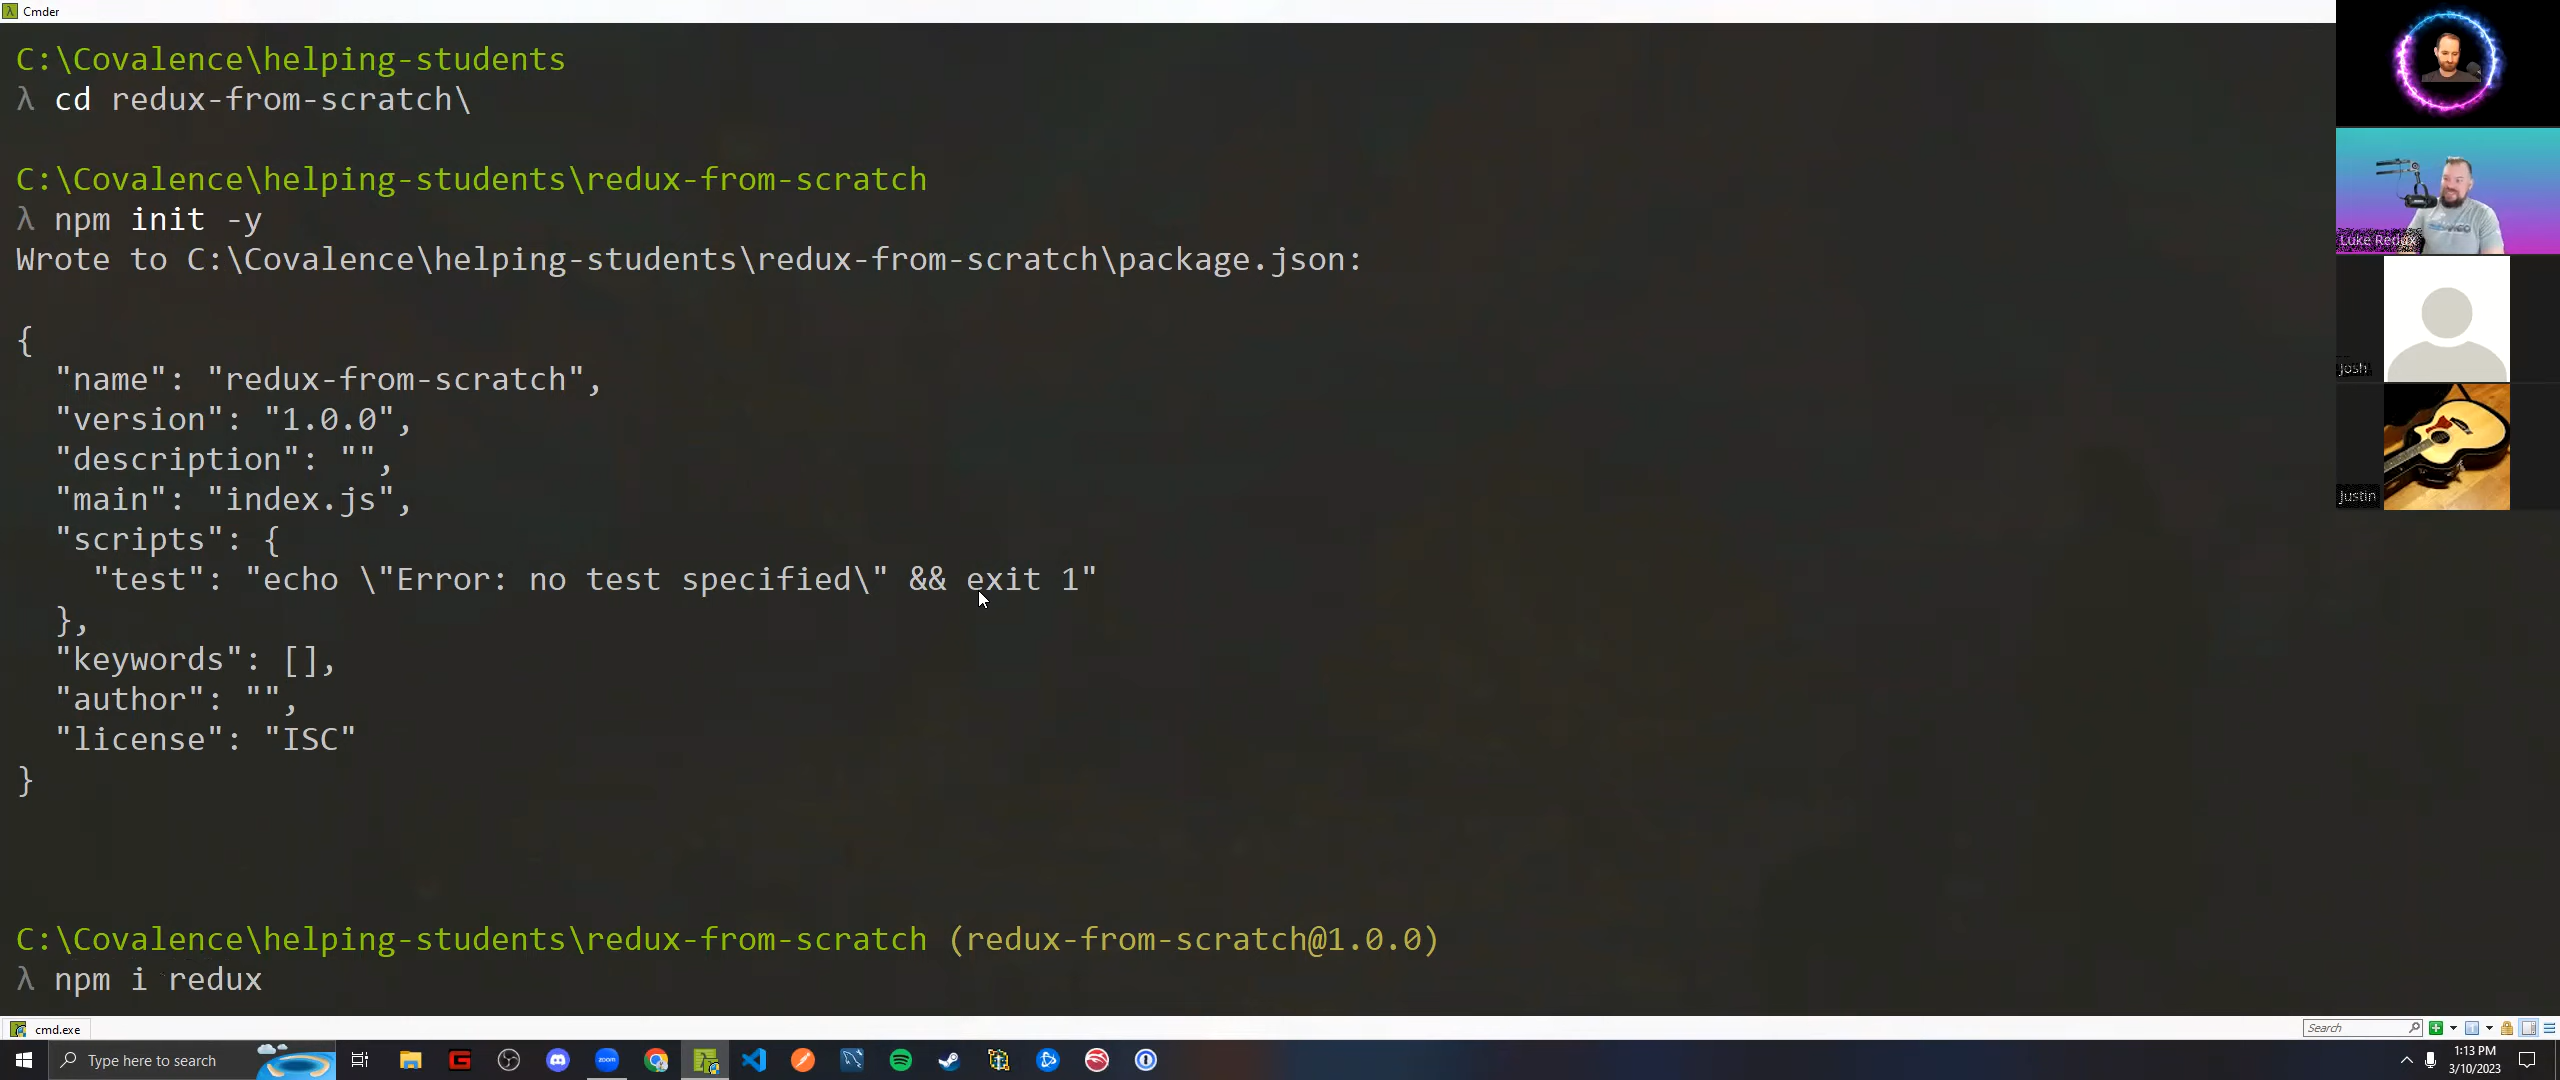 Cmder
C:\Covalence\helping-students
λ cd redux-from-scratch\
C:\Covalence\helping-students\redux-from-scratch
λ npm init -y
Wrote to C:\Covalence\helping-students\redux-from-scratch\package.json:
{
  "name": "redux-from-scratch",
  "version": "1.0.0",
  "description": "",
  "main": "index.js",
  "scripts": {
    "test": "echo \"Error: no test specified\" && exit 1"
  },
  "keywords": [],
  "author": "",
  "license": "ISC"
}
C:\Covalence\helping-students\redux-from-scratch (redux-from-scratch@1.0.0)
λ npm i redux
Luke Redux
Josh
Justin
cmd.exe
Search
Type here to search
zoom
1:13 PM
3/10/2023